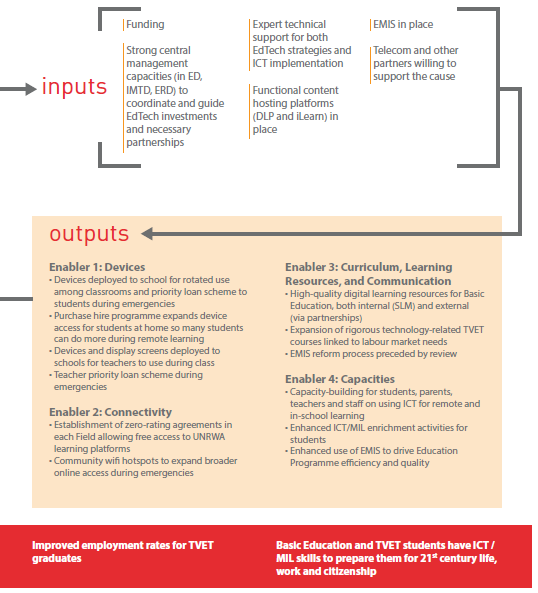 inputs
Funding
Strong central
management
capacities (in ED,
IMTD, ERD) to
coordinate and guide
EdTech investments
and necessary
partnerships
Expert technical
support for both
EdTech strategies and
ICT implementation
Functional content
hosting platforms
(DLP and iLearn) in
place
EMIS in place
Telecom and other
partners willing to
support the cause
outputs
Enabler 1: Devices
• Devices deployed to school for rotated use
among classrooms and priority loan scheme to
students during emergencies
• Purchase hire programme expands device
access for students at home so many students
can do more during remote learning
• Devices and display screens deployed to
schools for teachers to use during class
• Teacher priority loan scheme during
emergencies
Enabler 2: Connectivity
• Establishment of zero-rating agreements in
each Field allowing free access to UNRWA
learning platforms
• Community wifi hotspots to expand broader
online access during emergencies
Enabler 3: Curriculum, Learning
Resources, and Communication
• High-quality digital learning resources for Basic
Education, both internal (SLM) and external
(via partnerships)
• Expansion of rigorous technology-related TVET
courses linked to labour market needs
• EMIS reform process preceded by review
Enabler 4: Capacities
• Capacity-building for students, parents,
teachers and staff on using ICT for remote and
in-school learning
• Enhanced ICT/MIL enrichment activities for
students
• Enhanced use of EMIS to drive Education
Programme efficiency and quality
Improved employment rates for TVET
graduates
Basic Education and TVET students have ICT /
MIL skills to prepare them for 21st century life,
work and citizenship